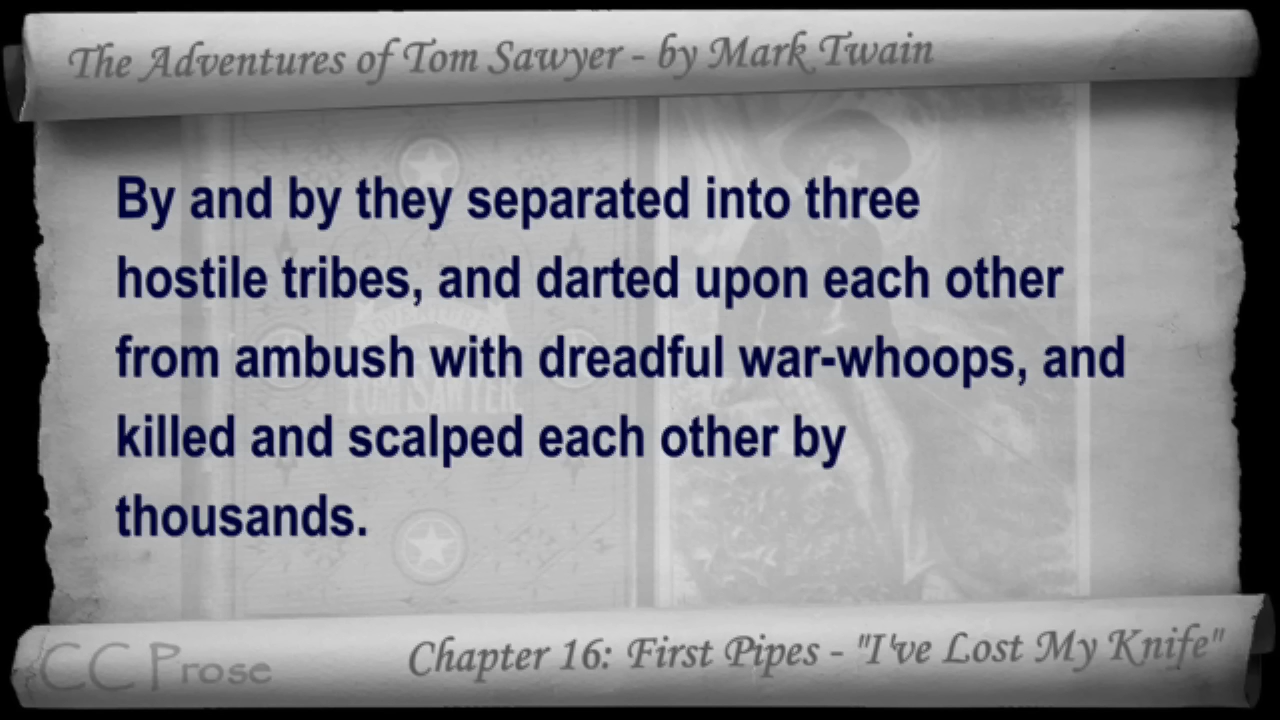 The Adventures of Tom Sawyer - by Mark Twain
By and by they separated into three
hostile tribes, and darted upon each other
from ambush with dreadful war-whoops, and
killed and scalped each other by
thousands.
CC Prose
Chapter 16: First Pipes - "I've Lost My Knife"